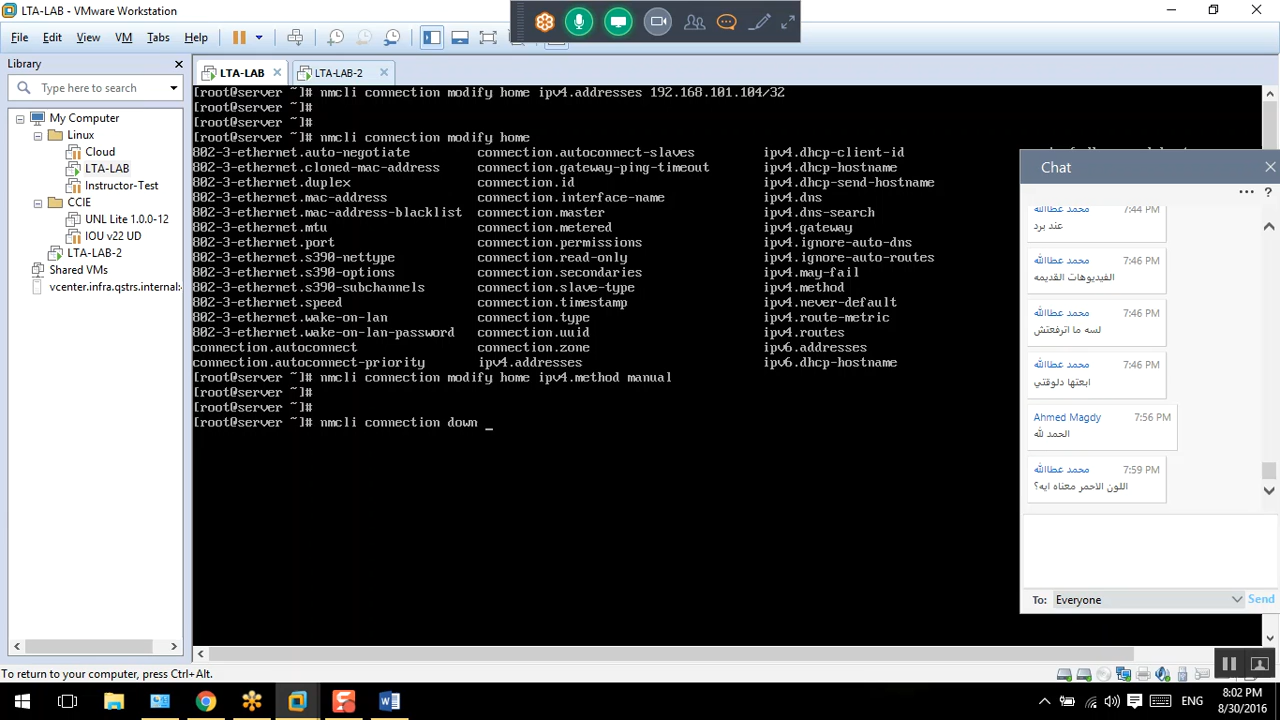 LTA-LAB - VMware Workstation
File Edit View VM Tabs Help
Library
Type here to search
My Computer
Linux
Cloud
LTA-LAB
Instructor-Test
CCIE
UNL Lite 1.0.0-12
IOU v22 UD
LTA-LAB-2
Shared VMs
vcenter.infra.qstrs.internal:
LTA-LAB
LTA-LAB-2
[root@server ~]# nmcli connection modify home ipv4.addresses 192.168.101.104/32
[root@server ~]#
[root@server ~]#
[root@server ~]# nmcli connection modify home
802-3-ethernet.auto-negotiate connection.autoconnect-slaves ipv4.dhcp-client-id
802-3-ethernet.cloned-mac-address connection.gateway-ping-timeout ipv4.dhcp-hostname
802-3-ethernet.duplex connection.id ipv4.dhcp-send-hostname
802-3-ethernet.mac-address connection.interface-name ipv4.dns
802-3-ethernet.mac-address-blacklist connection.master ipv4.dns-search
802-3-ethernet.mtu connection.metered ipv4.gateway
802-3-ethernet.port connection.permissions ipv4.ignore-auto-dns
802-3-ethernet.s390-nettype connection.read-only ipv4.ignore-auto-routes
802-3-ethernet.s390-options connection.secondaries ipv4.may-fail
802-3-ethernet.s390-subchannels connection.slave-type ipv4.method
802-3-ethernet.speed connection.timestamp ipv4.never-default
802-3-ethernet.wake-on-lan connection.type ipv4.route-metric
802-3-ethernet.wake-on-lan-password connection.uuid ipv4.routes
connection.autoconnect connection.zone ipv6.addresses
connection.autoconnect-priority ipv4.addresses ipv6.dhcp-hostname
[root@server ~]# nmcli connection modify home ipv4.method manual
[root@server ~]#
[root@server ~]#
[root@server ~]# nmcli connection down _
Chat
محمد عطاالله 7:44 PM
عند برد
محمد عطاالله 7:46 PM
الفيديوهات القديمه
محمد عطاالله 7:46 PM
لسه ما اترفعتش
محمد عطاالله 7:46 PM
ابعتها دلوقتي
Ahmed Magdy 7:56 PM
الحمد لله
محمد عطاالله 7:59 PM
اللون الاحمر معناه ايه؟
To: Everyone Send
To return to your computer, press Ctrl+Alt.
ENG
8:02 PM
8/30/2016